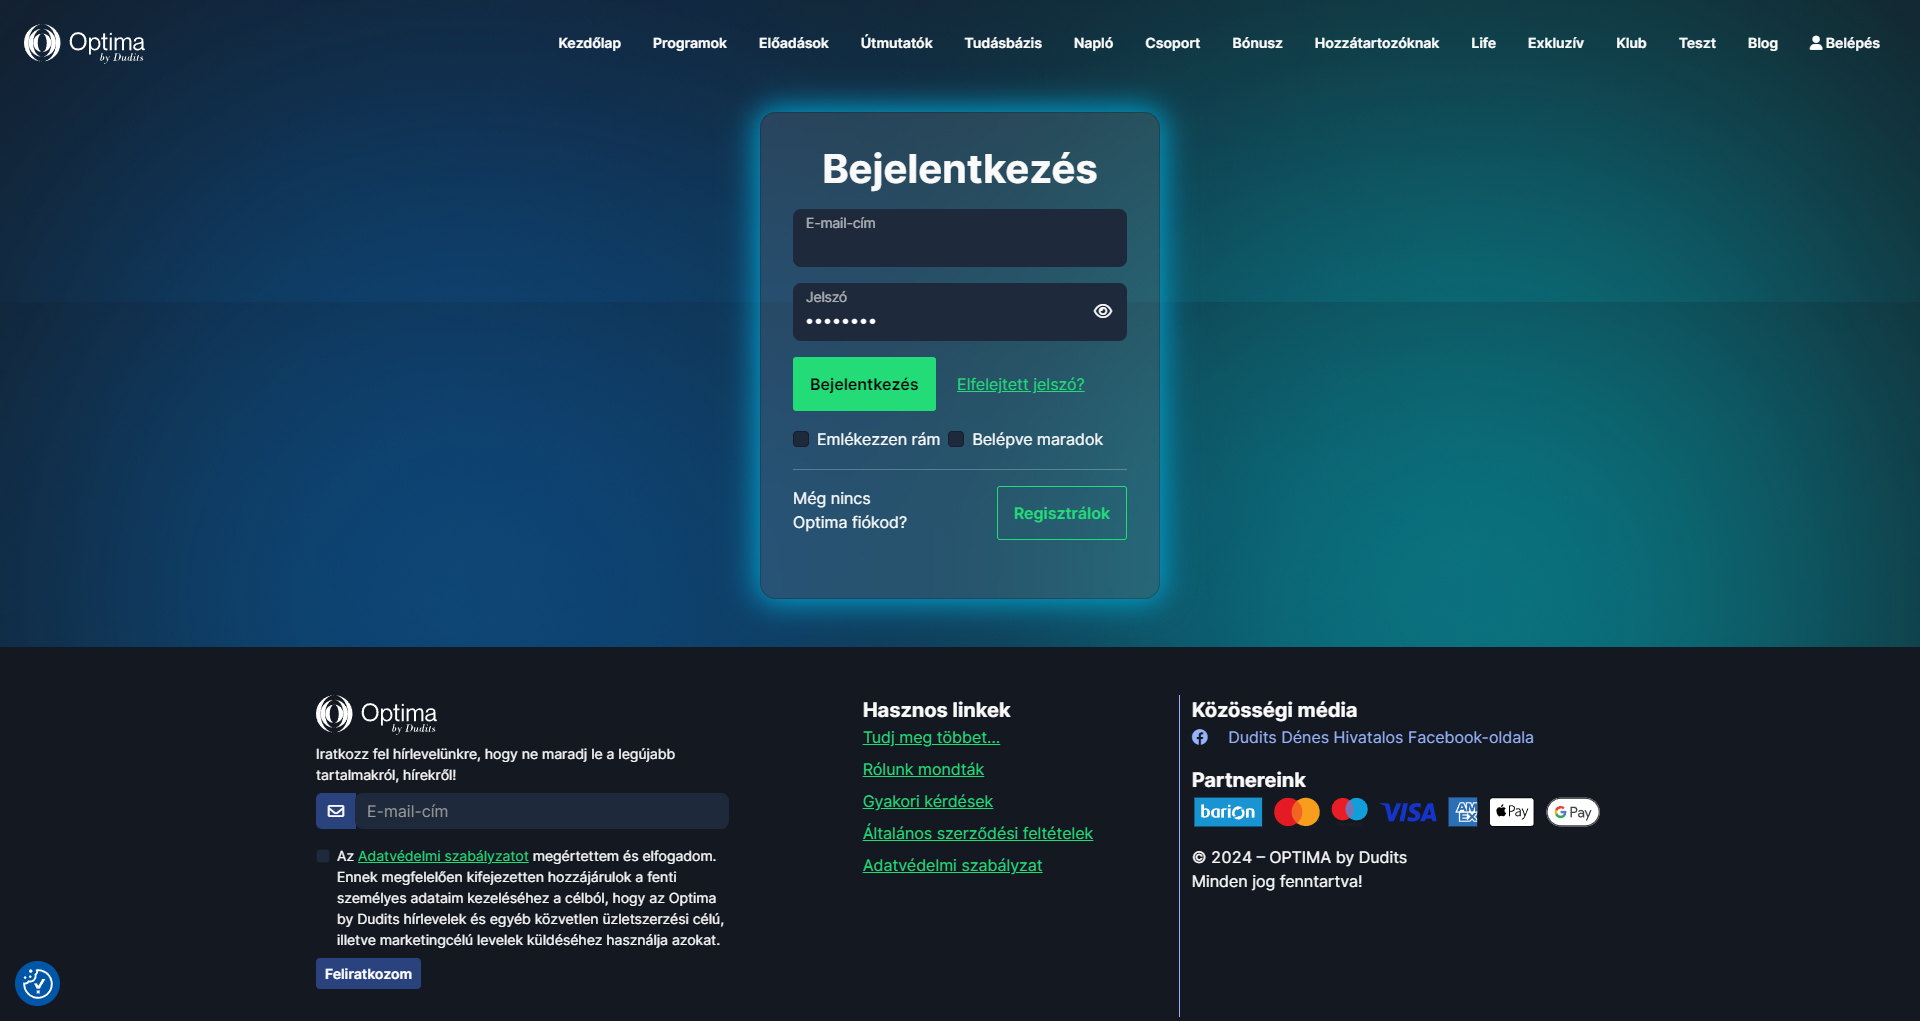 Optima
by Dudits
Kezdőlap
Programok
Előadások
Útmutatók
Tudásbázis
Napló
Csoport
Bónusz
Hozzátartozóknak
Life
Exkluzív
Klub
Teszt
Blog
Belépés
Bejelentkezés
E-mail-cím
Jelszó
••••••••
Bejelentkezés
Elfelejtett jelszó?
Emlékezzen rám
Belépve maradok
Még nincs
Optima fiókod?
Regisztrálok
Optima
by Dudits
Iratkozz fel hírlevelünkre, hogy ne maradj le a legújabb
tartalmakról, hírekről!
E-mail-cím
Az Adatvédelmi szabályzatot megértettem és elfogadom.
Ennek megfelelően kifejezetten hozzájárulok a fenti
személyes adataim kezeléséhez a célból, hogy az Optima
by Dudits hírlevelek és egyéb közvetlen üzletszerzési célú,
illetve marketingcélú levelek küldéséhez használja azokat.
Feliratkozom
Hasznos linkek
Tudj meg többet...
Rólunk mondták
Gyakori kérdések
Általános szerződési feltételek
Adatvédelmi szabályzat
Közösségi média
Dudits Dénes Hivatalos Facebook-oldala
Partnereink
barion
VISA
AM
EX
Pay
G Pay
© 2024 – OPTIMA by Dudits
Minden jog fenntartva!